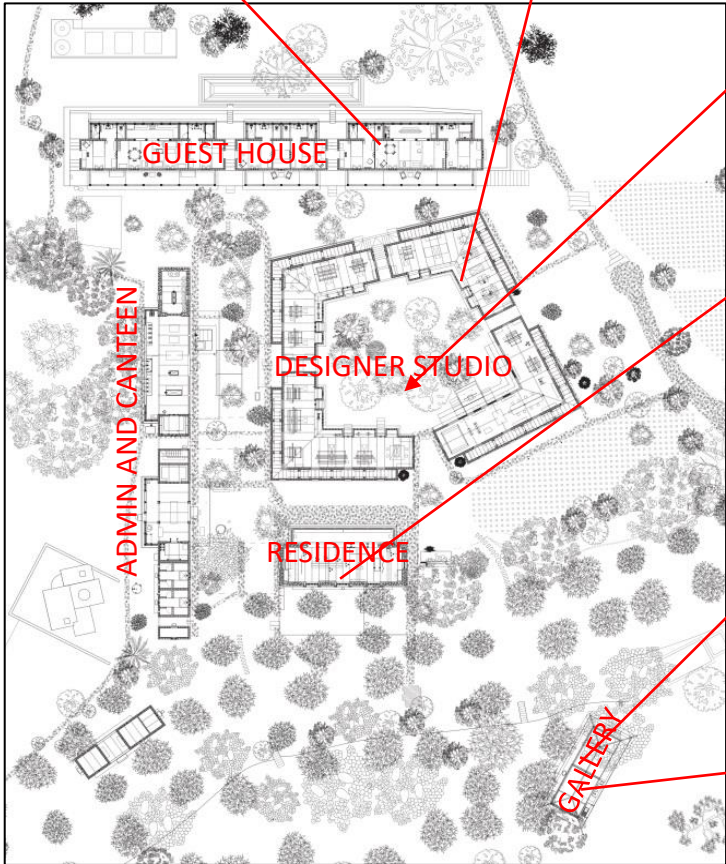 GUEST HOUSE
DESIGNER STUDIO
ADMIN AND CANTEEN
RESIDENCE
GALLERY